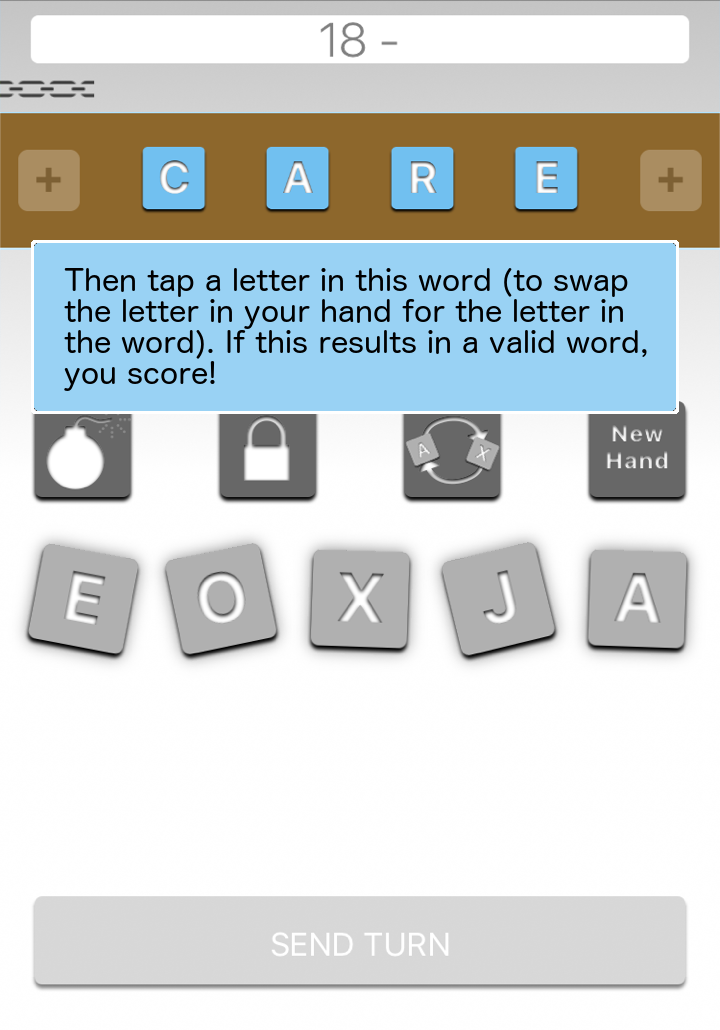 18 -
+ C A R E +
Then tap a letter in this word (to swap
the letter in your hand for the letter in
the word). If this results in a valid word,
you score!
A X
New
Hand
E O X J A
SEND TURN